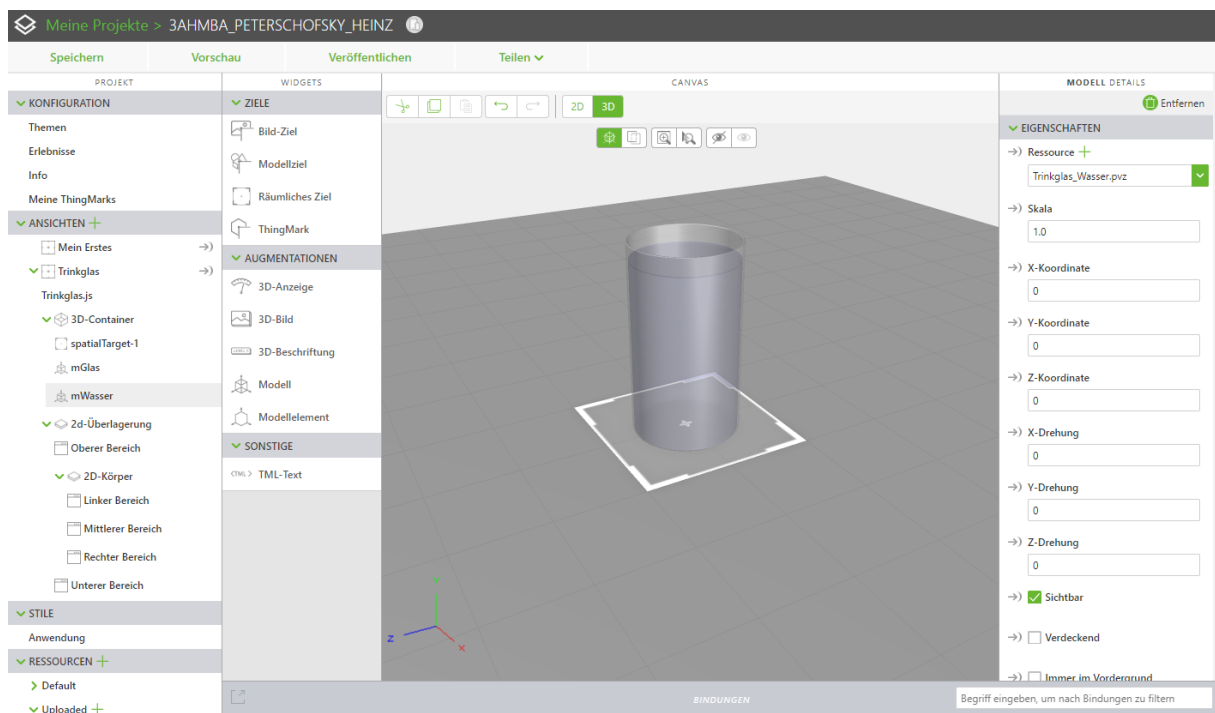 Meine Projekte > 3AHMBA_PETERSCHOFSKY_HEINZ
Speichern Vorschau Veröffentlichen Teilen
PROJEKT
KONFIGURATION
Themen
Erlebnisse
Info
Meine ThingMarks
ANSICHTEN
Mein Erstes
Trinkglas
Trinkglas.js
3D-Container
spatialTarget-1
mGlas
mWasser
2d-Überlagerung
Oberer Bereich
2D-Körper
Linker Bereich
Mittlerer Bereich
Rechter Bereich
Unterer Bereich
STILE
Anwendung
RESSOURCEN
Default
Uploaded
WIDGETS
ZIELE
Bild-Ziel
Modellziel
Räumliches Ziel
ThingMark
AUGMENTATIONEN
3D-Anzeige
3D-Bild
3D-Beschriftung
Modell
Modellelement
SONSTIGE
TML-Text
CANVAS
2D 3D
Y
Z
X
BINDUNGEN
Begriff eingeben, um nach Bindungen zu filtern
MODELL DETAILS
Entfernen
EIGENSCHAFTEN
Ressource
Trinkglas_Wasser.pvz
Skala
1.0
X-Koordinate
0
Y-Koordinate
0
Z-Koordinate
0
X-Drehung
0
Y-Drehung
0
Z-Drehung
0
Sichtbar
Verdeckend
Immer im Vordergrund